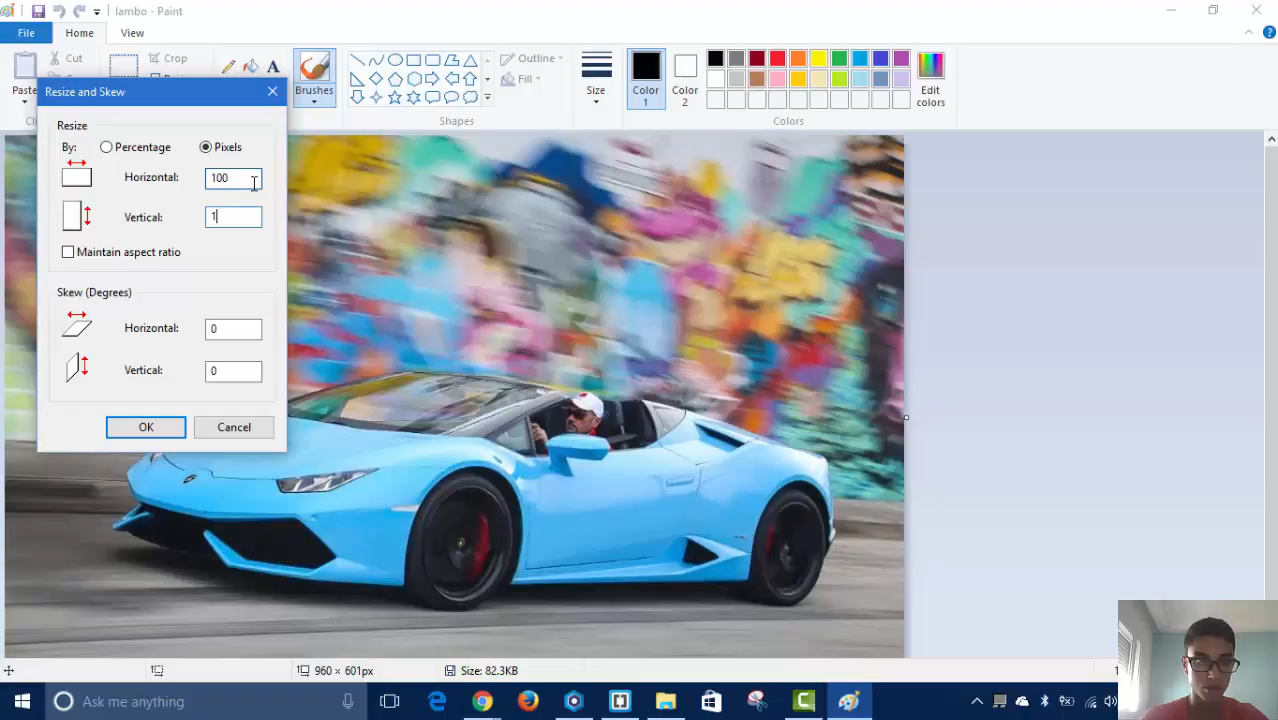 lambo - Paint
File
Home
View
Paste
Cut
Crop
Brushes
Outline
Fill
Shapes
Size
Color
1
Color
2
Edit
colors
Colors
Resize and Skew
Resize
By:
Percentage
Pixels
Horizontal:
100
Vertical:
1
Maintain aspect ratio
Skew (Degrees)
Horizontal:
0
Vertical:
0
OK
Cancel
960 × 601px
Size: 82.3KB
Ask me anything